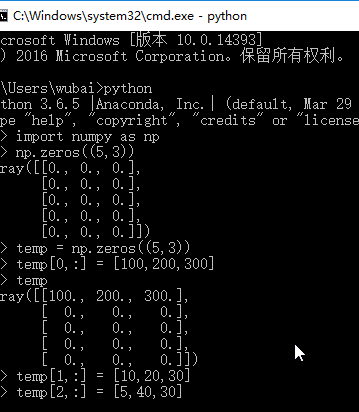 C:\Windows\system32\cmd.exe - python
crosoft Windows [版本 10.0.14393]
) 2016 Microsoft Corporation。保留所有权利。
\Users\wubai>python
thon 3.6.5 |Anaconda, Inc.| (default, Mar 29
pe "help", "copyright", "credits" or "license
> import numpy as np
> np.zeros((5,3))
ray([[0., 0., 0.],
[0., 0., 0.],
[0., 0., 0.],
[0., 0., 0.],
[0., 0., 0.]])
> temp = np.zeros((5,3))
> temp[0,:] = [100,200,300]
> temp
ray([[100., 200., 300.],
[ 0., 0., 0.],
[ 0., 0., 0.],
[ 0., 0., 0.],
[ 0., 0., 0.]])
> temp[1,:] = [10,20,30]
> temp[2,:] = [5,40,30]